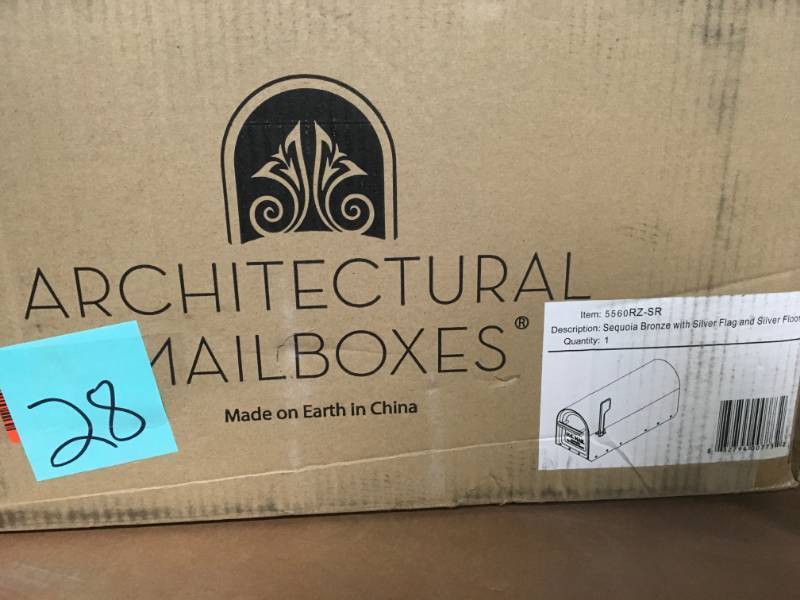 ARCHITECTURAL
MAILBOXES®
Made on Earth in China
28
Item: 5560RZ-SR
Description: Sequoia Bronze with Silver Flag and Silver Floor
Quantity: 1